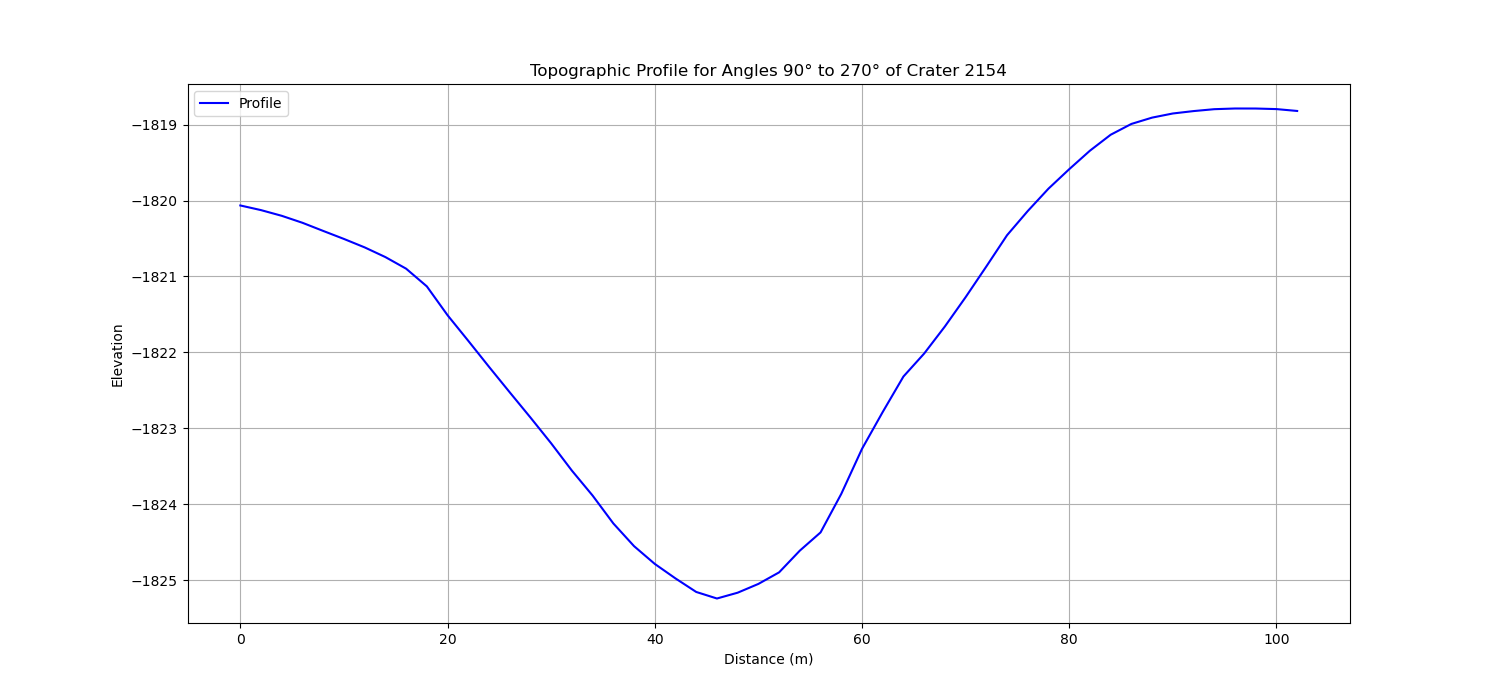 Topographic Profile for Angles 90° to 270° of Crater 2154
Profile
−1819
−1820
−1821
−1822
−1823
−1824
−1825
Elevation
0 20 40 60 80 100
Distance (m)